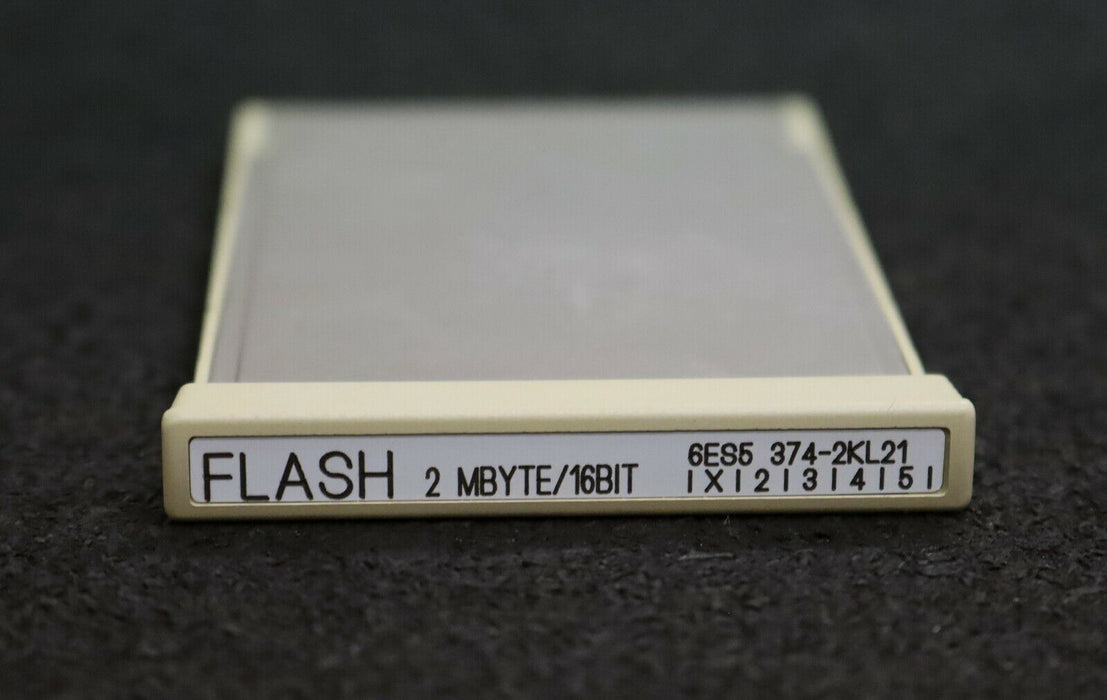 FLASH 2 MBYTE/16BIT 6ES5 374-2KL21
|X|2|3|4|5|